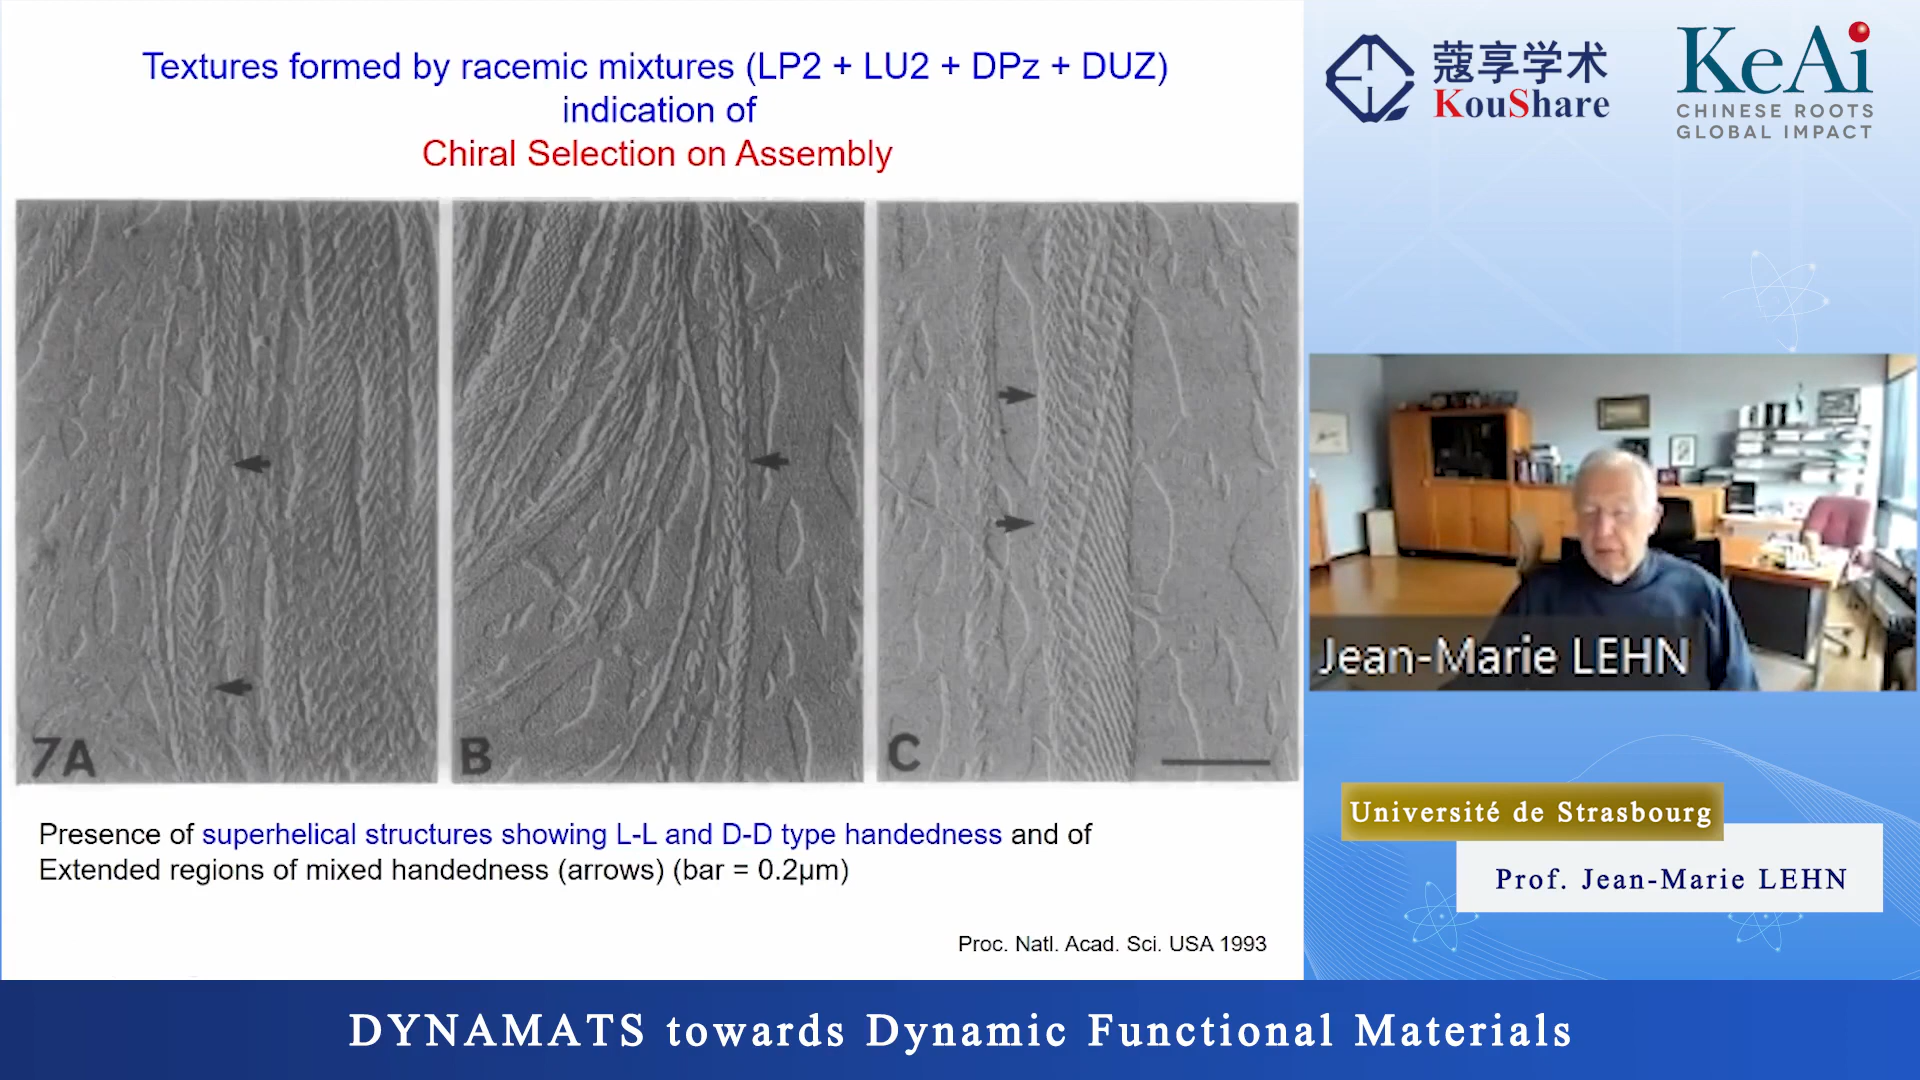 Textures formed by racemic mixtures (LP2 + LU2 + DPz + DUZ)
indication of
Chiral Selection on Assembly
7A
B
C
Presence of superhelical structures showing L-L and D-D type handedness and of
Extended regions of mixed handedness (arrows) (bar = 0.2μm)
Proc. Natl. Acad. Sci. USA 1993
蔻享学术
KouShare
KeAi
CHINESE ROOTS
GLOBAL IMPACT
Jean-Marie LEHN
Université de Strasbourg
Prof. Jean-Marie LEHN
DYNAMATS towards Dynamic Functional Materials